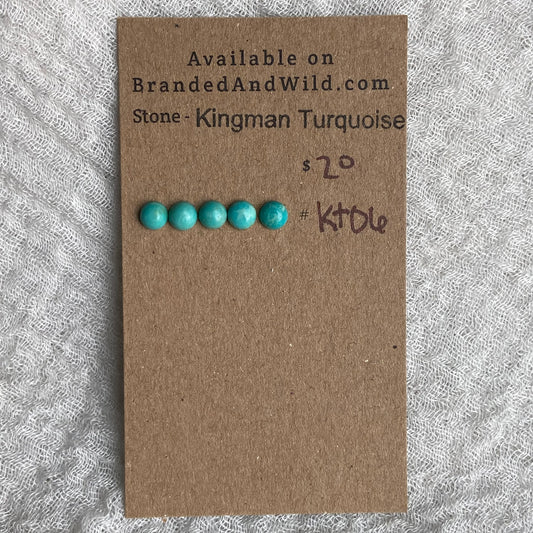 Available on
BrandedAndWild.com
Stone - Kingman Turquoise
$20
# Kt06